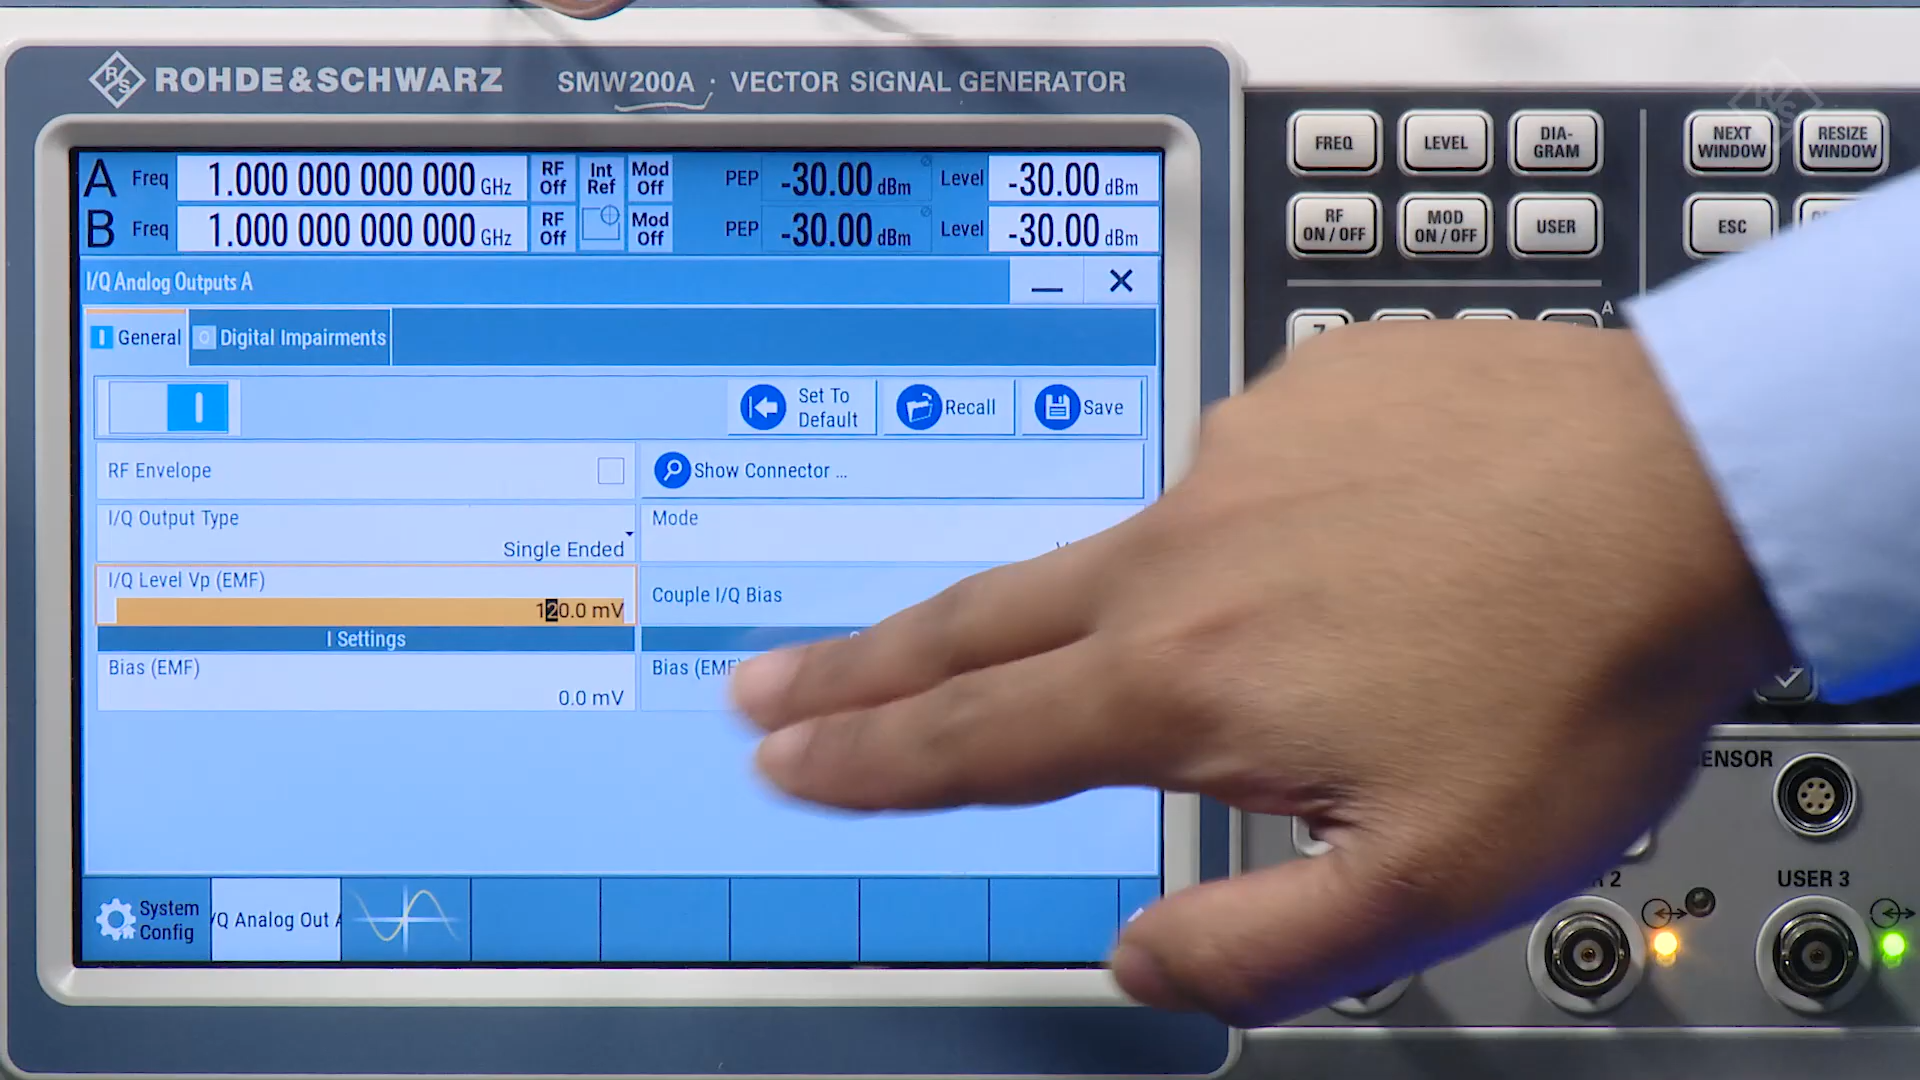 ROHDE&SCHWARZ SMW200A · VECTOR SIGNAL GENERATOR
A Freq 1.000 000 000 000 GHz RF Off Int Ref Mod Off PEP -30.00 dBm Level -30.00 dBm
B Freq 1.000 000 000 000 GHz RF Off Mod Off PEP -30.00 dBm Level -30.00 dBm
I/Q Analog Outputs A
General Digital Impairments
Set To Default Recall Save
RF Envelope Show Connector ...
I/Q Output Type Mode
Single Ended
I/Q Level Vp (EMF)
120.0 mV Couple I/Q Bias
I Settings
Bias (EMF) Bias (EMF)
0.0 mV
System Config /Q Analog Out A
FREQ LEVEL DIA-GRAM NEXT WINDOW RESIZE WINDOW
RF ON / OFF MOD ON / OFF USER ESC
A
ENSOR
R 2 USER 3